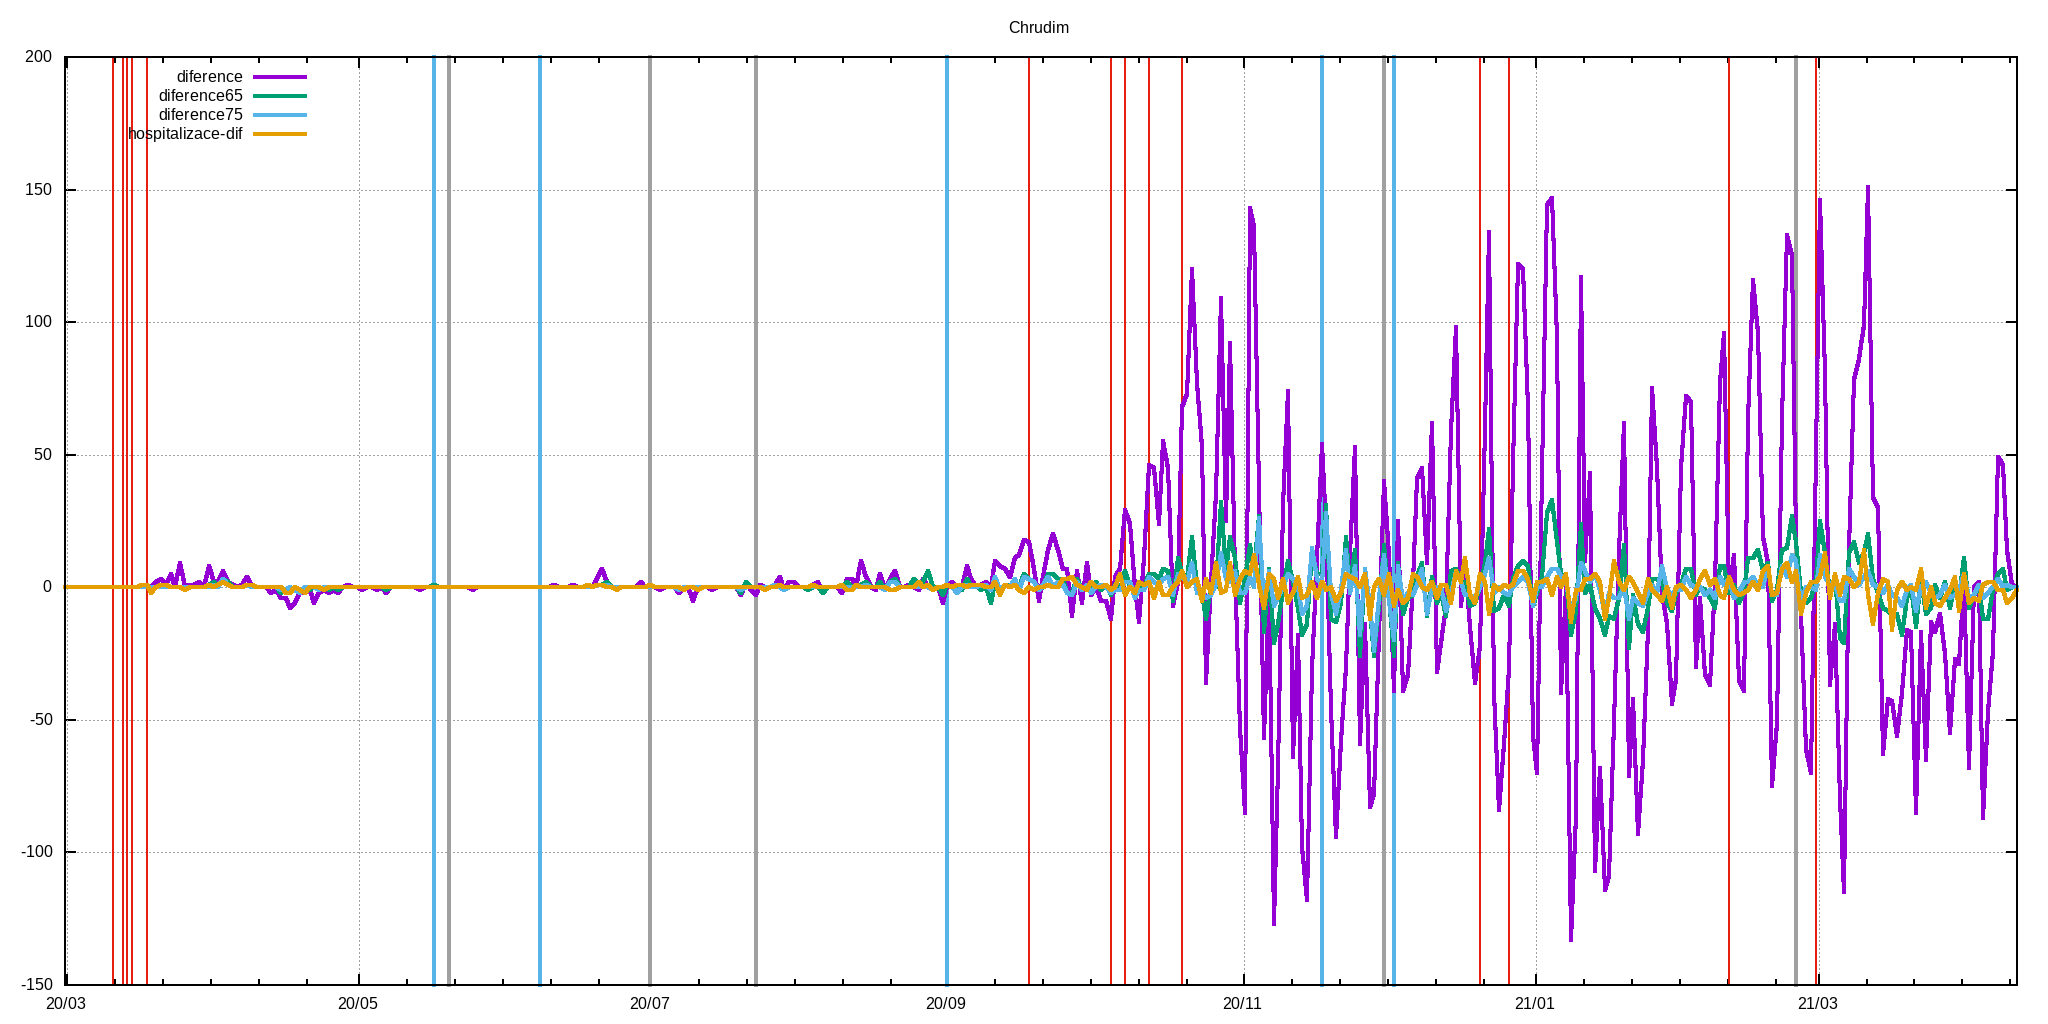 Chrudim
200
150
100
50
0
-50
-100
-150
diference
diference65
diference75
hospitalizace-dif
20/03 20/05 20/07 20/09 20/11 21/01 21/03